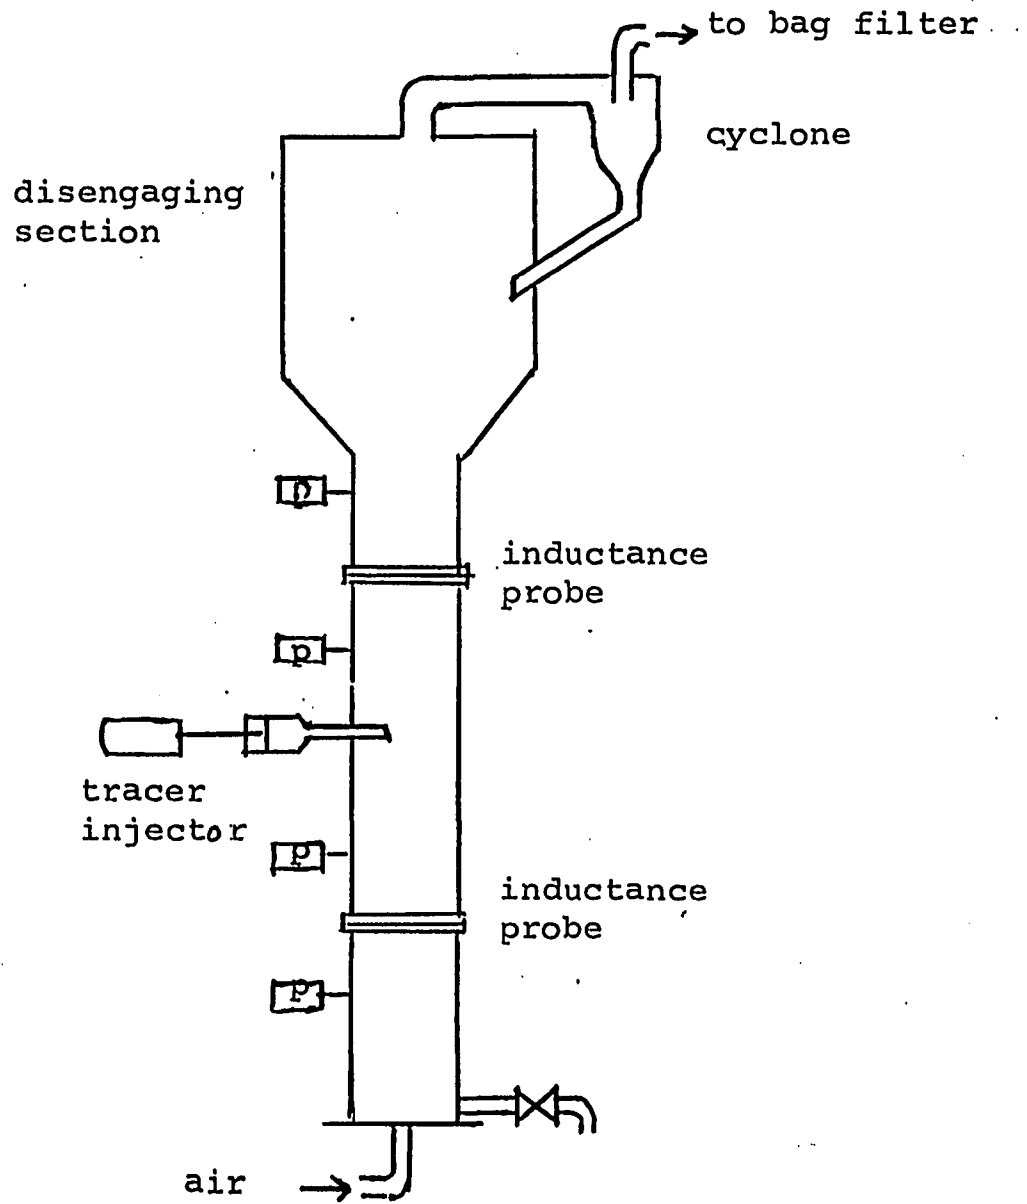 to bag filter
cyclone
disengaging
section
p
inductance
probe
p
tracer
injector
p
inductance
probe
p
air